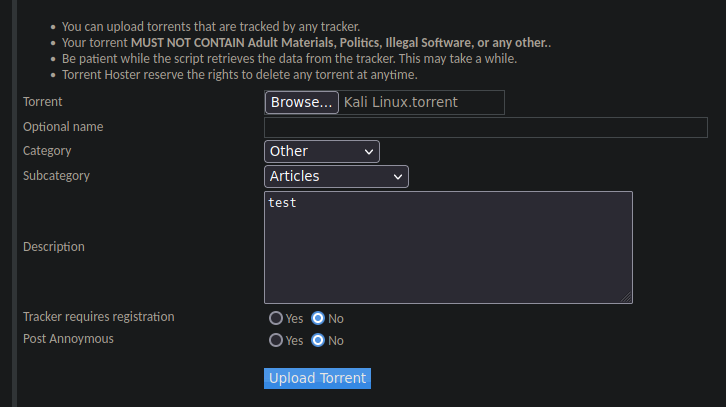 • You can upload torrents that are tracked by any tracker.
• Your torrent MUST NOT CONTAIN Adult Materials, Politics, Illegal Software, or any other..
• Be patient while the script retrieves the data from the tracker. This may take a while.
• Torrent Hoster reserve the rights to delete any torrent at anytime.
Torrent Browse... Kali Linux.torrent
Optional name
Category Other
Subcategory Articles
test
Description
Tracker requires registration Yes No
Post Annoymous Yes No
Upload Torrent